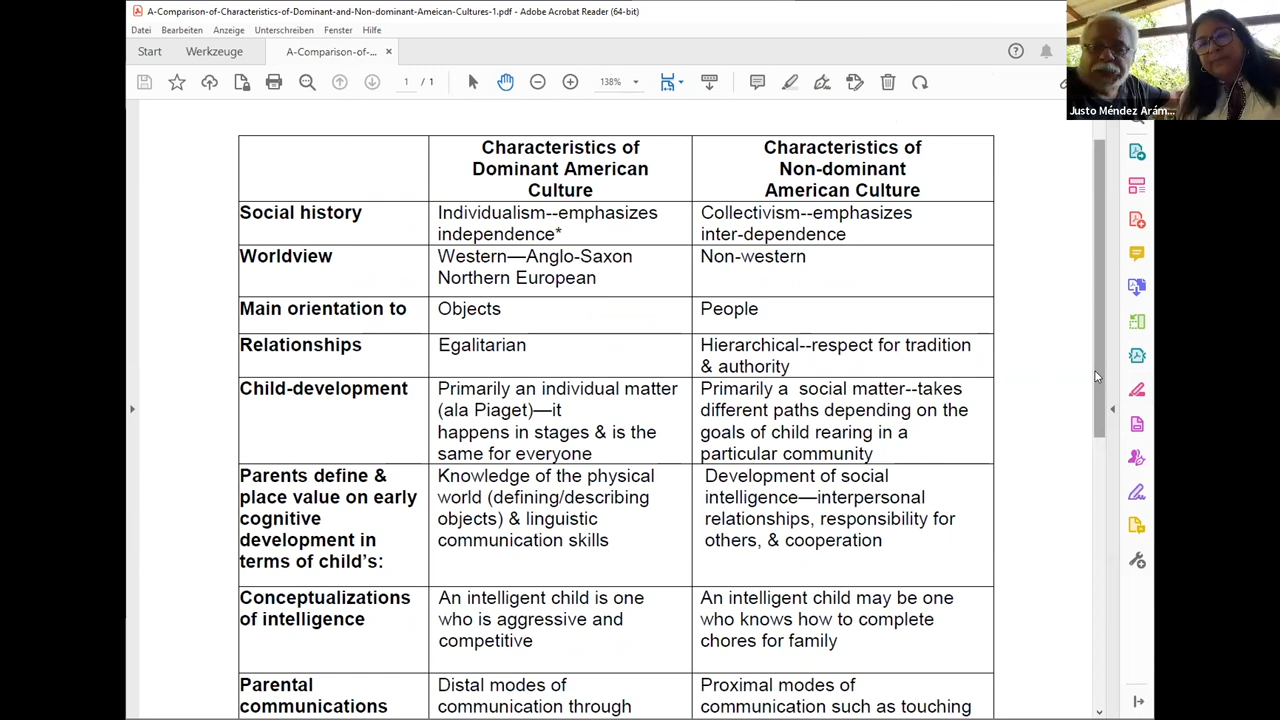 A-Comparison-of-Characteristics-of-Dominant-and-Non-dominant-Ameican-Cultures-1.pdf - Adobe Acrobat Reader (64-bit)
Datei Bearbeiten Anzeige Unterschreiben Fenster Hilfe
Start Werkzeuge A-Comparison-of-...
1 / 1 138%
Justo Méndez Arám...
Characteristics of
Dominant American
Culture
Characteristics of
Non-dominant
American Culture
Social history
Individualism--emphasizes
independence*
Collectivism--emphasizes
inter-dependence
Worldview
Western—Anglo-Saxon
Northern European
Non-western
Main orientation to
Objects
People
Relationships
Egalitarian
Hierarchical--respect for tradition
& authority
Child-development
Primarily an individual matter
(ala Piaget)—it
happens in stages & is the
same for everyone
Primarily a social matter--takes
different paths depending on the
goals of child rearing in a
particular community
Parents define &
place value on early
cognitive
development in
terms of child's:
Knowledge of the physical
world (defining/describing
objects) & linguistic
communication skills
Development of social
intelligence—interpersonal
relationships, responsibility for
others, & cooperation
Conceptualizations
of intelligence
An intelligent child is one
who is aggressive and
competitive
An intelligent child may be one
who knows how to complete
chores for family
Parental
communications
Distal modes of
communication through
Proximal modes of
communication such as touching